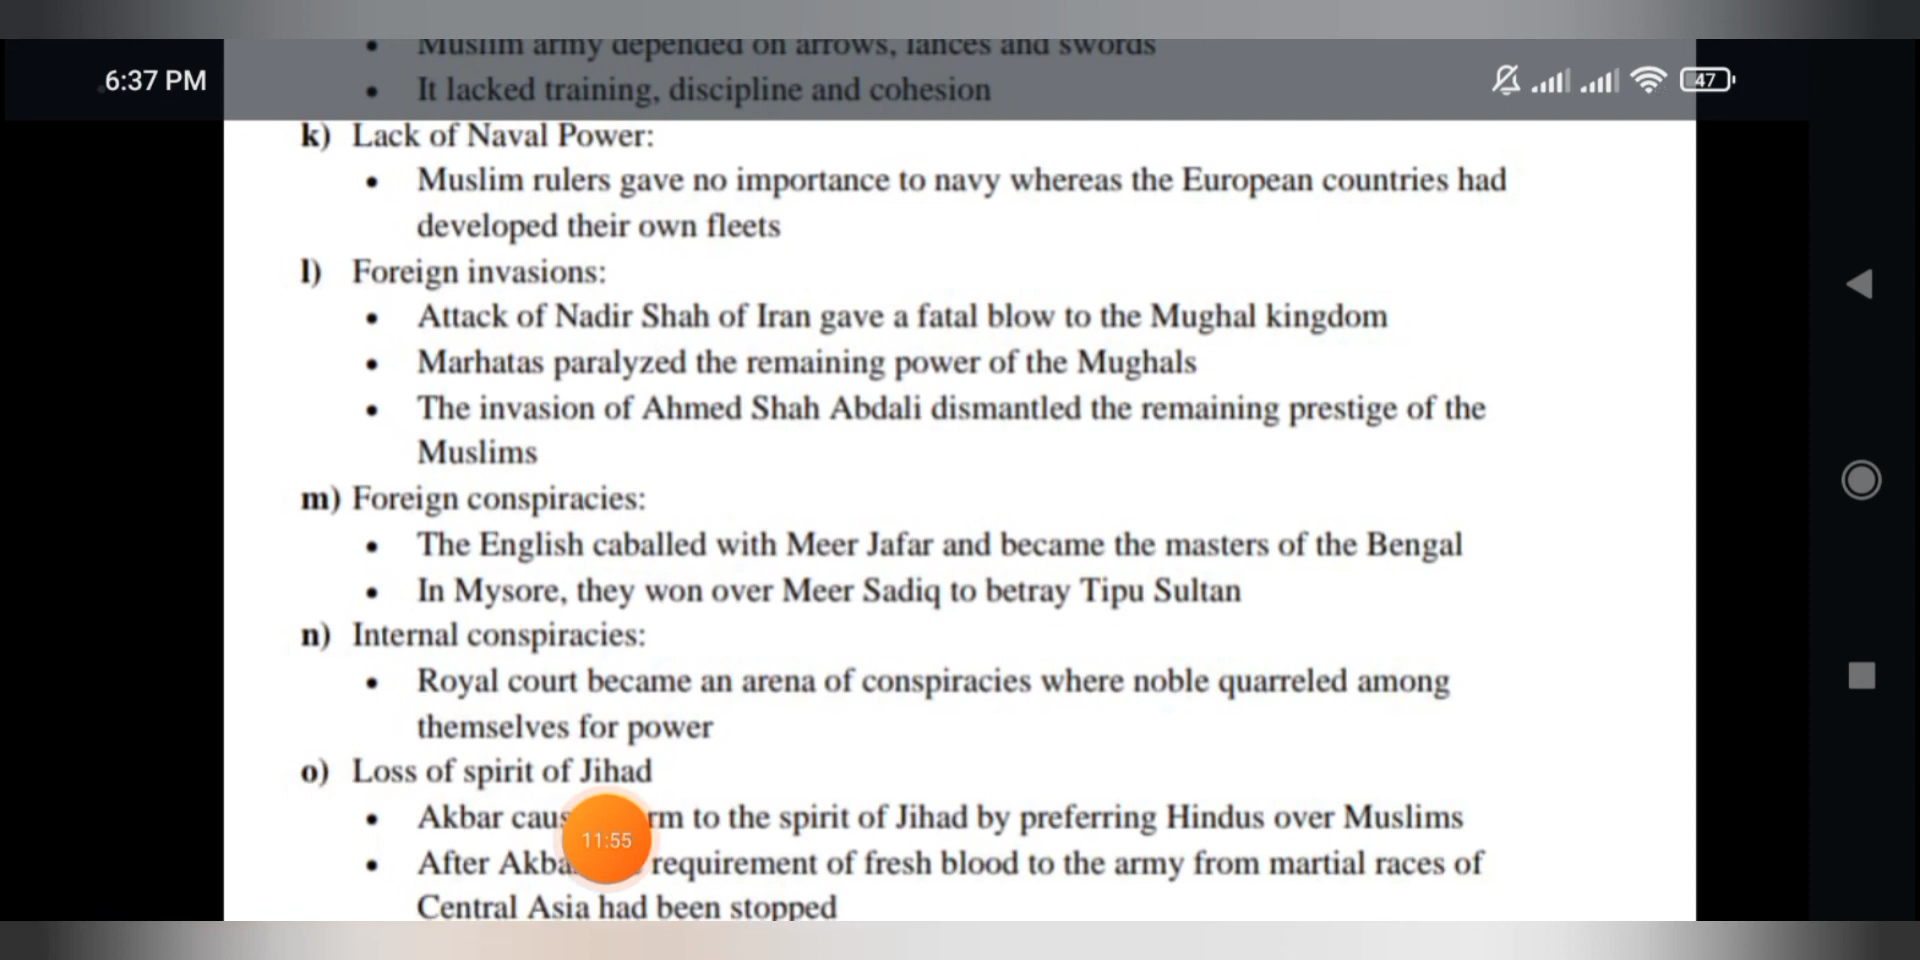 Muslim army depended on arrows, lances and swords
6:37 PM
47
• It lacked training, discipline and cohesion
k) Lack of Naval Power:
• Muslim rulers gave no importance to navy whereas the European countries had
developed their own fleets
l) Foreign invasions:
• Attack of Nadir Shah of Iran gave a fatal blow to the Mughal kingdom
• Marhatas paralyzed the remaining power of the Mughals
• The invasion of Ahmed Shah Abdali dismantled the remaining prestige of the
Muslims
m) Foreign conspiracies:
• The English caballed with Meer Jafar and became the masters of the Bengal
• In Mysore, they won over Meer Sadiq to betray Tipu Sultan
n) Internal conspiracies:
• Royal court became an arena of conspiracies where noble quarreled among
themselves for power
o) Loss of spirit of Jihad
• Akbar to the spirit of Jihad by preferring Hindus over Muslims
11:55
• After requirement of fresh blood to the army from martial races of
Central Asia had been stopped